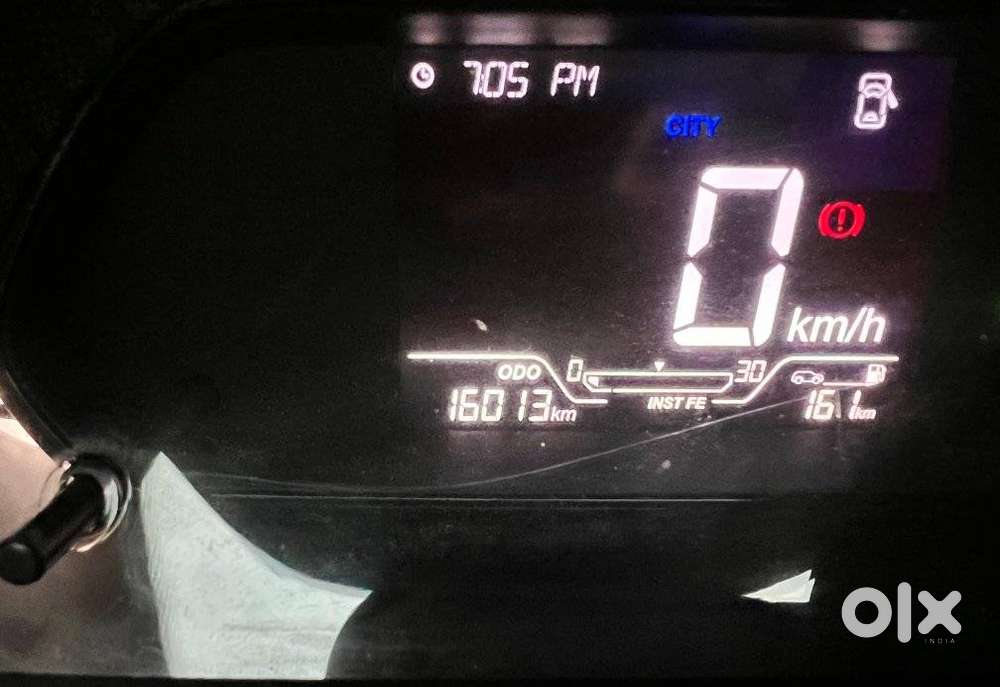 7:05 PM
CITY
0
km/h
ODO
0
30
16013km
INST FE
161km
olx
INDIA